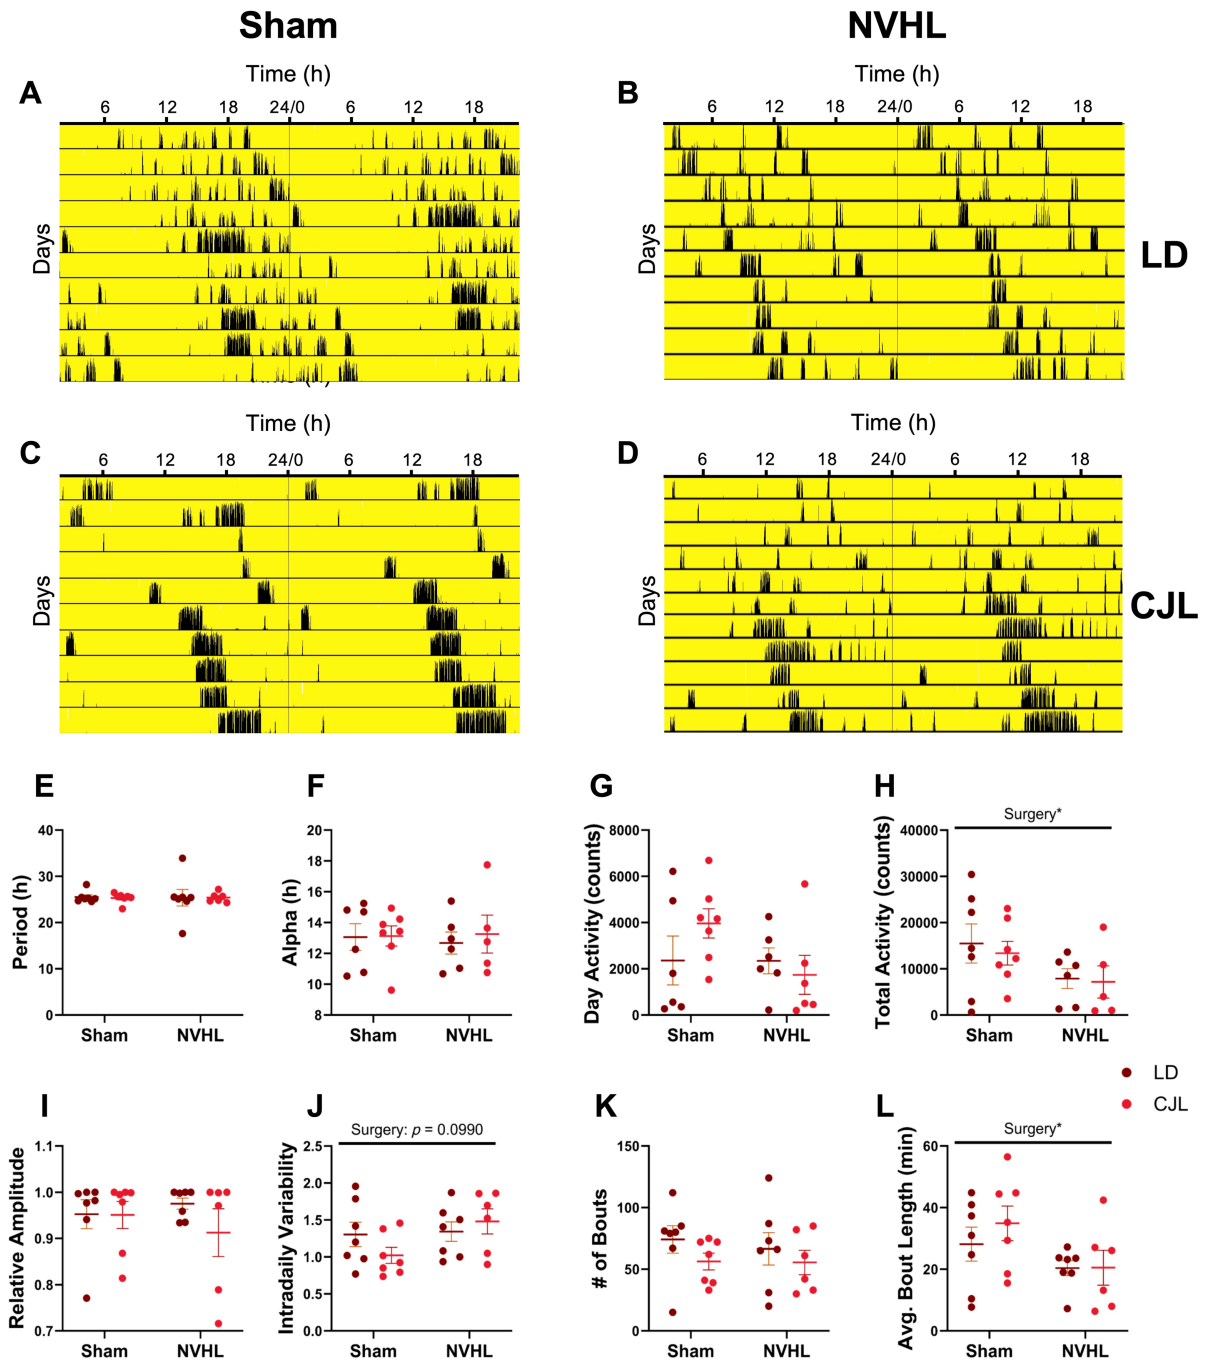 Sham
NVHL
A
Time (h)
6 12 18 24/0 6 12 18
Days
B
Time (h)
6 12 18 24/0 6 12 18
Days
LD
C
Time (h)
6 12 18 24/0 6 12 18
Days
D
Time (h)
6 12 18 24/0 6 12 18
Days
CJL
E
Period (h)
40
30
20
10
0
Sham NVHL
F
Alpha (h)
20
18
16
14
12
10
8
Sham NVHL
G
Day Activity (counts)
8000
6000
4000
2000
0
Sham NVHL
H
Surgery*
Total Activity (counts)
40000
30000
20000
10000
0
Sham NVHL
LD
CJL
I
Relative Amplitude
1.1
1.0
0.9
0.8
0.7
Sham NVHL
J
Surgery: p = 0.0990
Intradaily Variability
2.5
2.0
1.5
1.0
0.5
0.0
Sham NVHL
K
# of Bouts
150
100
50
0
Sham NVHL
L
Surgery*
Avg. Bout Length (min)
60
40
20
0
Sham NVHL